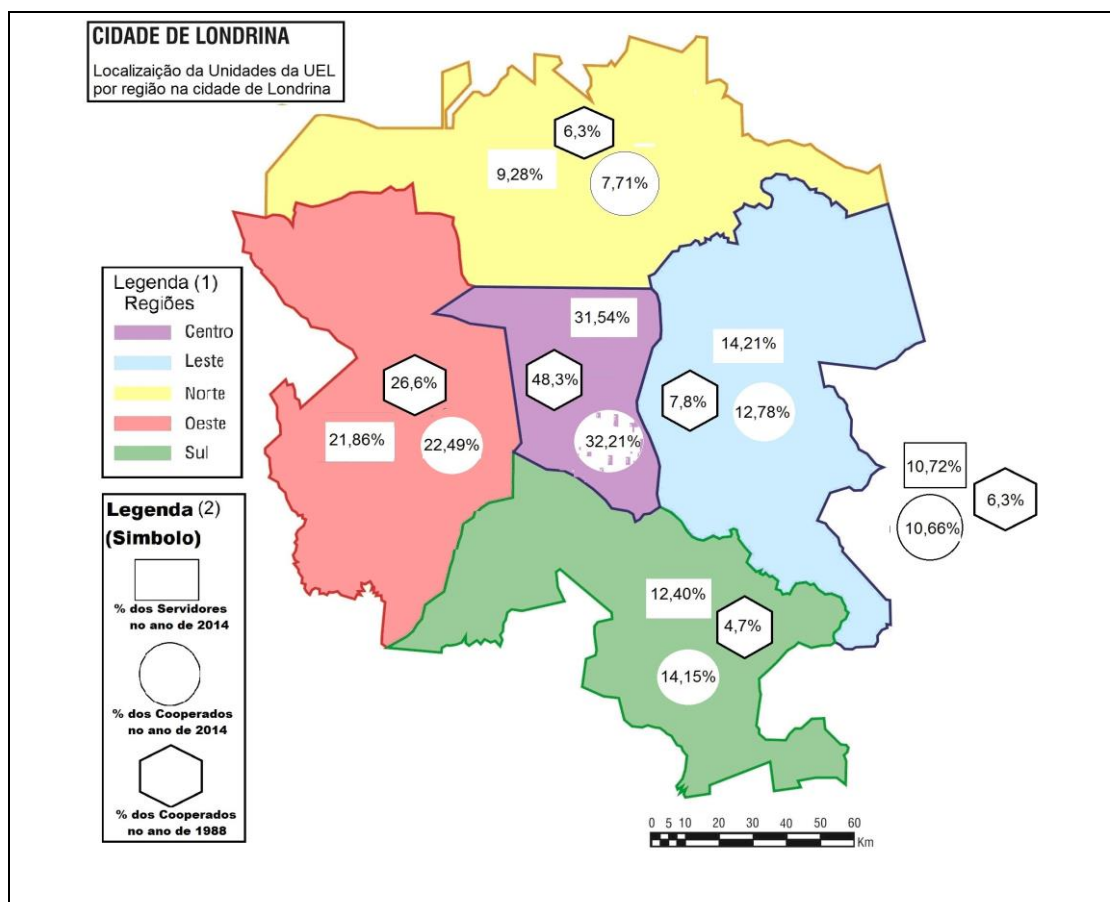 CIDADE DE LONDRINA
Localizaição da Unidades da UEL
por região na cidade de Londrina
6,3%
9,28%
7,71%
Legenda (1)
Regiões
Centro
Leste
Norte
Oeste
Sul
31,54%
48,3%
32,21%
14,21%
7,8%
12,78%
26,6%
21,86%
22,49%
10,72%
6,3%
10,66%
12,40%
4,7%
14,15%
Legenda (2)
(Simbolo)
% dos Servidores
no ano de 2014
% dos Cooperados
no ano de 2014
% dos Cooperados
no ano de 1988
0 5 10 20 30 40 50 60
Km